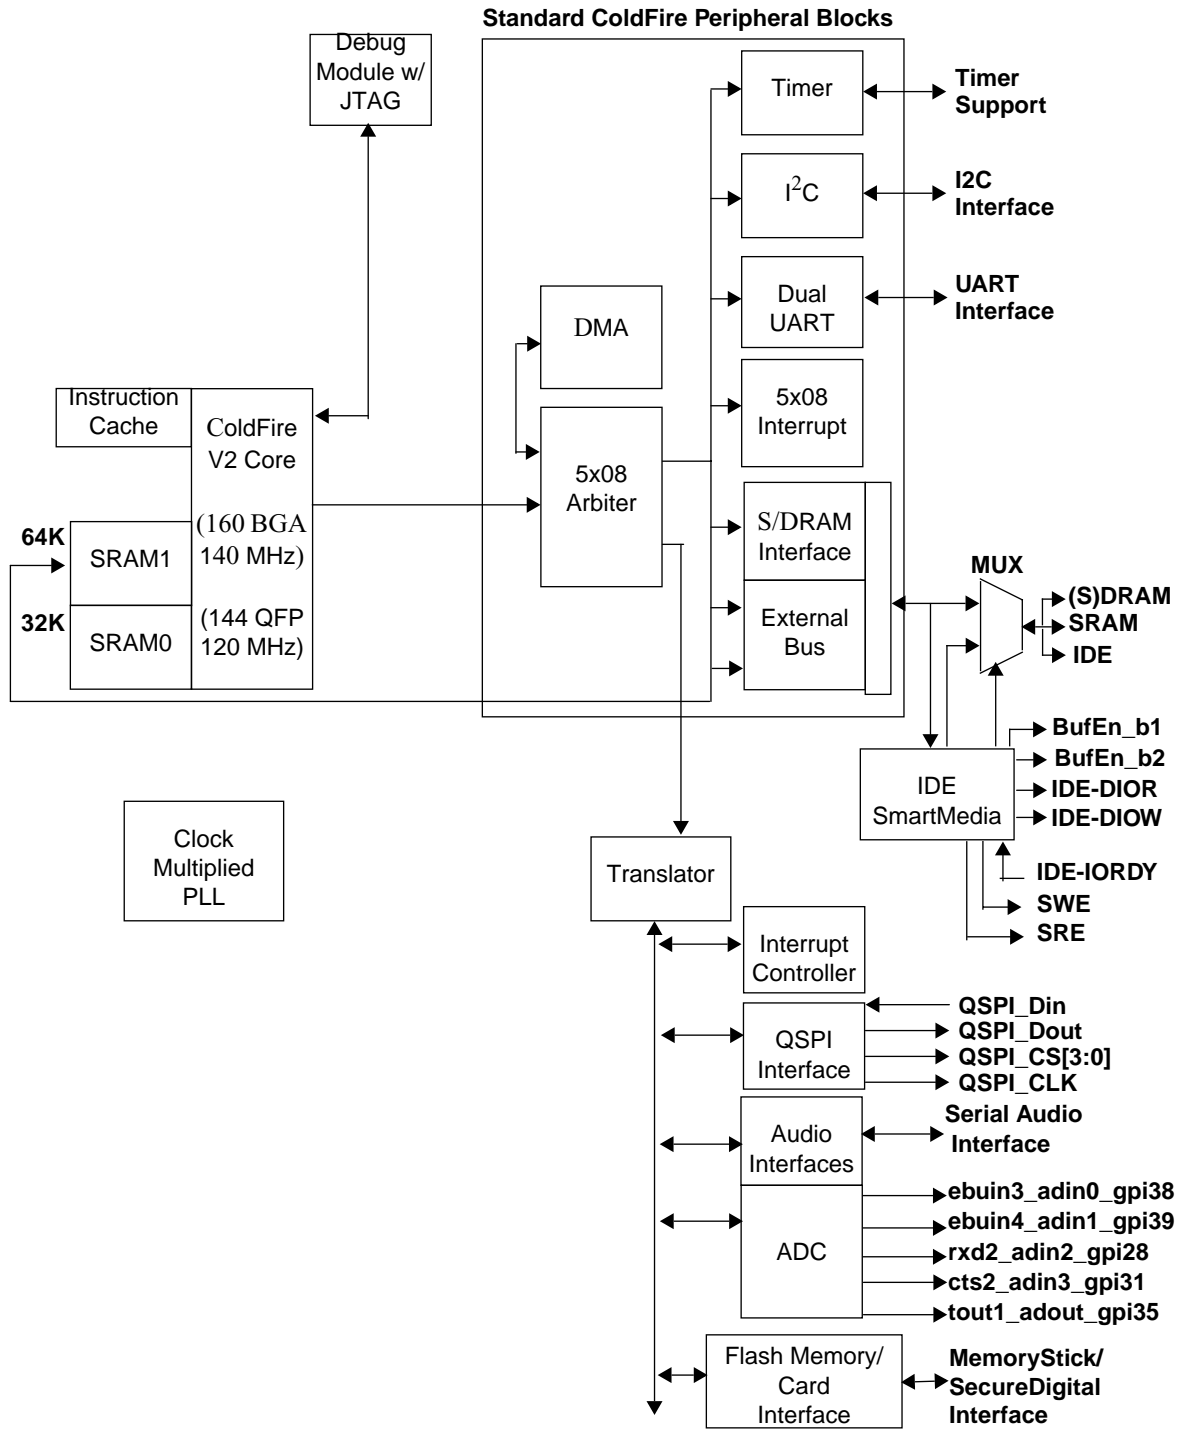 Standard ColdFire Peripheral Blocks
Debug
Module w/
JTAG
Timer
Timer
Support
I2C
I2C
Interface
Dual
UART
UART
Interface
DMA
5x08
Interrupt
Instruction
Cache
ColdFire
V2 Core
(160 BGA
140 MHz)
(144 QFP
120 MHz)
64K
SRAM1
32K
SRAM0
5x08
Arbiter
S/DRAM
Interface
External
Bus
MUX
(S)DRAM
SRAM
IDE
IDE
SmartMedia
BufEn_b1
BufEn_b2
IDE-DIOR
IDE-DIOW
IDE-IORDY
SWE
SRE
Clock
Multiplied
PLL
Translator
Interrupt
Controller
QSPI
Interface
QSPI_Din
QSPI_Dout
QSPI_CS[3:0]
QSPI_CLK
Audio
Interfaces
Serial Audio
Interface
ADC
ebuin3_adin0_gpi38
ebuin4_adin1_gpi39
rxd2_adin2_gpi28
cts2_adin3_gpi31
tout1_adout_gpi35
Flash Memory/
Card
Interface
MemoryStick/
SecureDigital
Interface